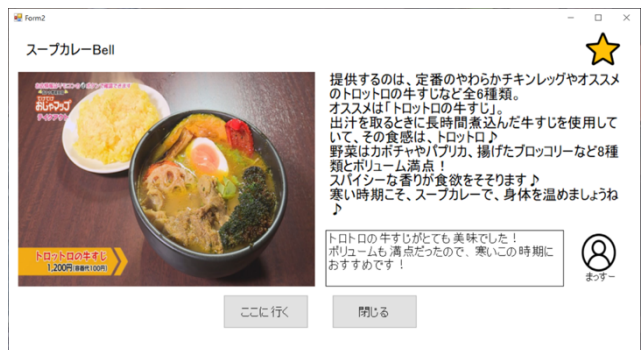 Form2
スープカレーBell
おじゃマップ
トロットロの牛すじ
1,200円(容器代100円)
提供するのは、定番のやわらかチキンレッグやオススメ
のトロットロの牛すじなど全6種類。
オススメは「トロットロの牛すじ」。
出汁を取るときに長時間煮込んだ牛すじを使用して
いて、その食感は、トロットロ♪
野菜はカボチャやパプリカ、揚げたブロッコリーなど8種
類とボリューム満点！
スパイシーな香りが食欲をそそります♪
寒い時期こそ、スープカレーで、身体を温めましょうね
♪
トロトロの牛すじがとても美味でした！
ボリュームも満点だったので、寒いこの時期に
おすすめです！
まっすー
ここに行く
閉じる